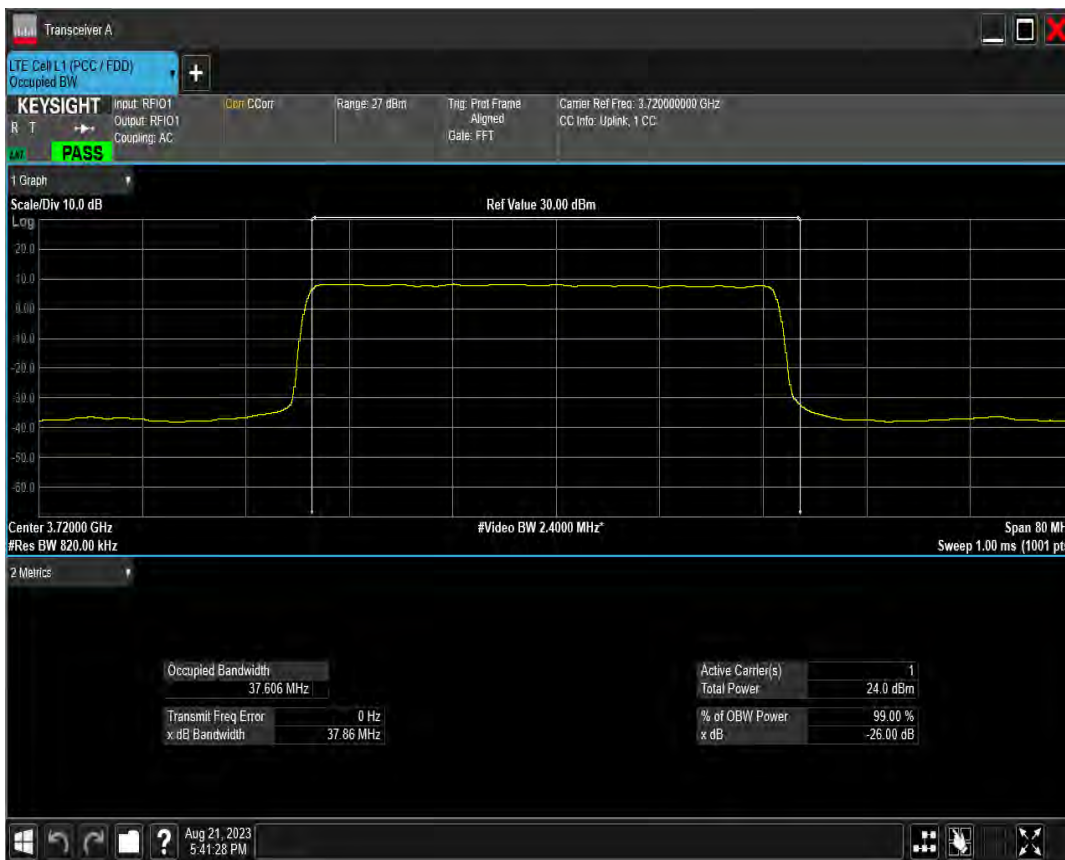 Transceiver A
LTE Cell L1 (PCC / FDD)
Occupied BW
+
KEYSIGHT
R T
PASS
Input: RFIO1
Output: RFIO1
Coupling: AC
Corr CCorr
Range: 27 dBm
Trig: Prot Frame
Aligned
Gate: FFT
Carrier Ref Freq: 3.720000000 GHz
CC Info: Uplink, 1 CC
1 Graph
Scale/Div 10.0 dB
Ref Value 30.00 dBm
Log
20.0
10.0
0.00
-10.0
-20.0
-30.0
-40.0
-50.0
-60.0
Center 3.72000 GHz
#Video BW 2.4000 MHz*
Span 80 MH
#Res BW 820.00 kHz
Sweep 1.00 ms (1001 pts
2 Metrics
Occupied Bandwidth
37.606 MHz
Transmit Freq Error 0 Hz
x dB Bandwidth 37.86 MHz
Active Carrier(s) 1
Total Power 24.0 dBm
% of OBW Power 99.00 %
x dB -26.00 dB
?
Aug 21, 2023
5:41:28 PM